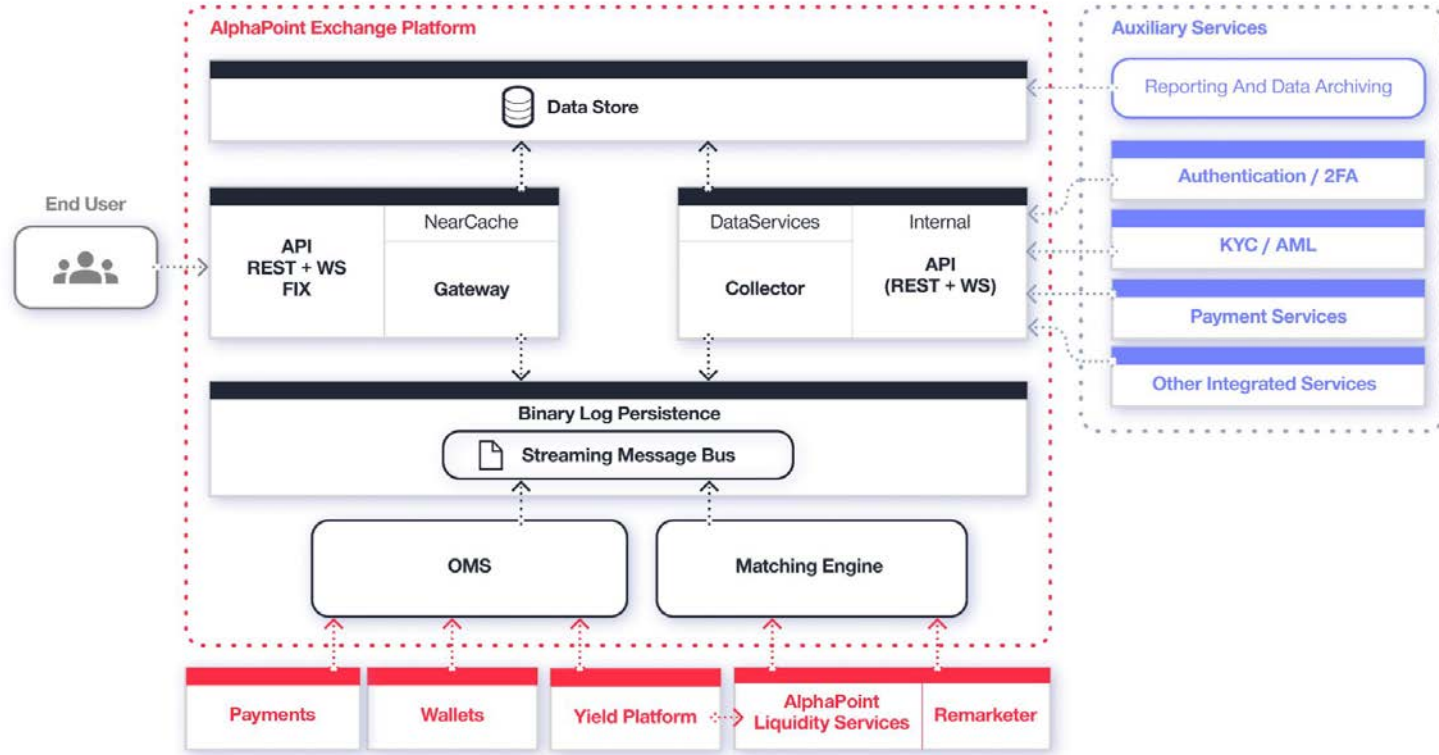 AlphaPoint Exchange Platform
Auxiliary Services
Data Store
Reporting And Data Archiving
Authentication / 2FA
KYC / AML
Payment Services
Other Integrated Services
End User
API
REST + WS
FIX
NearCache
Gateway
DataServices
Collector
Internal
API
(REST + WS)
Binary Log Persistence
Streaming Message Bus
OMS
Matching Engine
Payments
Wallets
Yield Platform
AlphaPoint
Liquidity Services
Remarketer